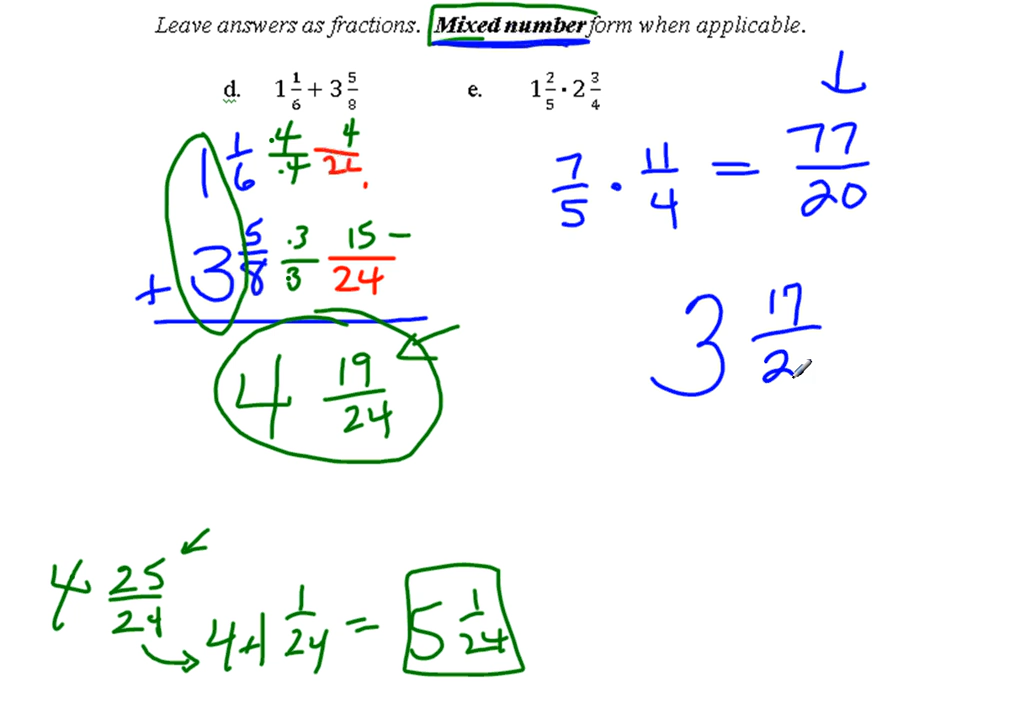 Leave answers as fractions. Mixed number form when applicable.
d. 1 1/6 + 3 5/8
e. 1 2/5 · 2 3/4
1 1/6 ·4/·4 4/24
+ 3 5/8 ·3/3 15/24
4 19/24
7/5 · 11/4 = 77/20
3 17/2
4 25/24
4+1 1/24 = 5 1/24